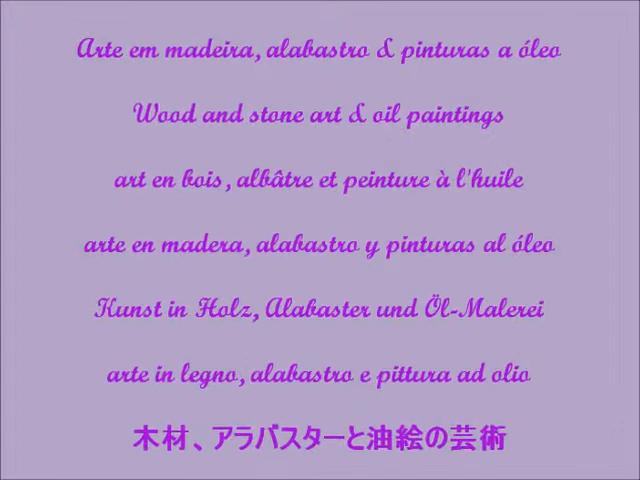 Arte em madeira, alabastro & pinturas a óleo
Wood and stone art & oil paintings
art en bois, albâtre et peinture à l'huile
arte en madera, alabastro y pinturas al óleo
Kunst in Holz, Alabaster und Öl-Malerei
arte in legno, alabastro e pittura ad olio
木材、アラバスターと油絵の芸術